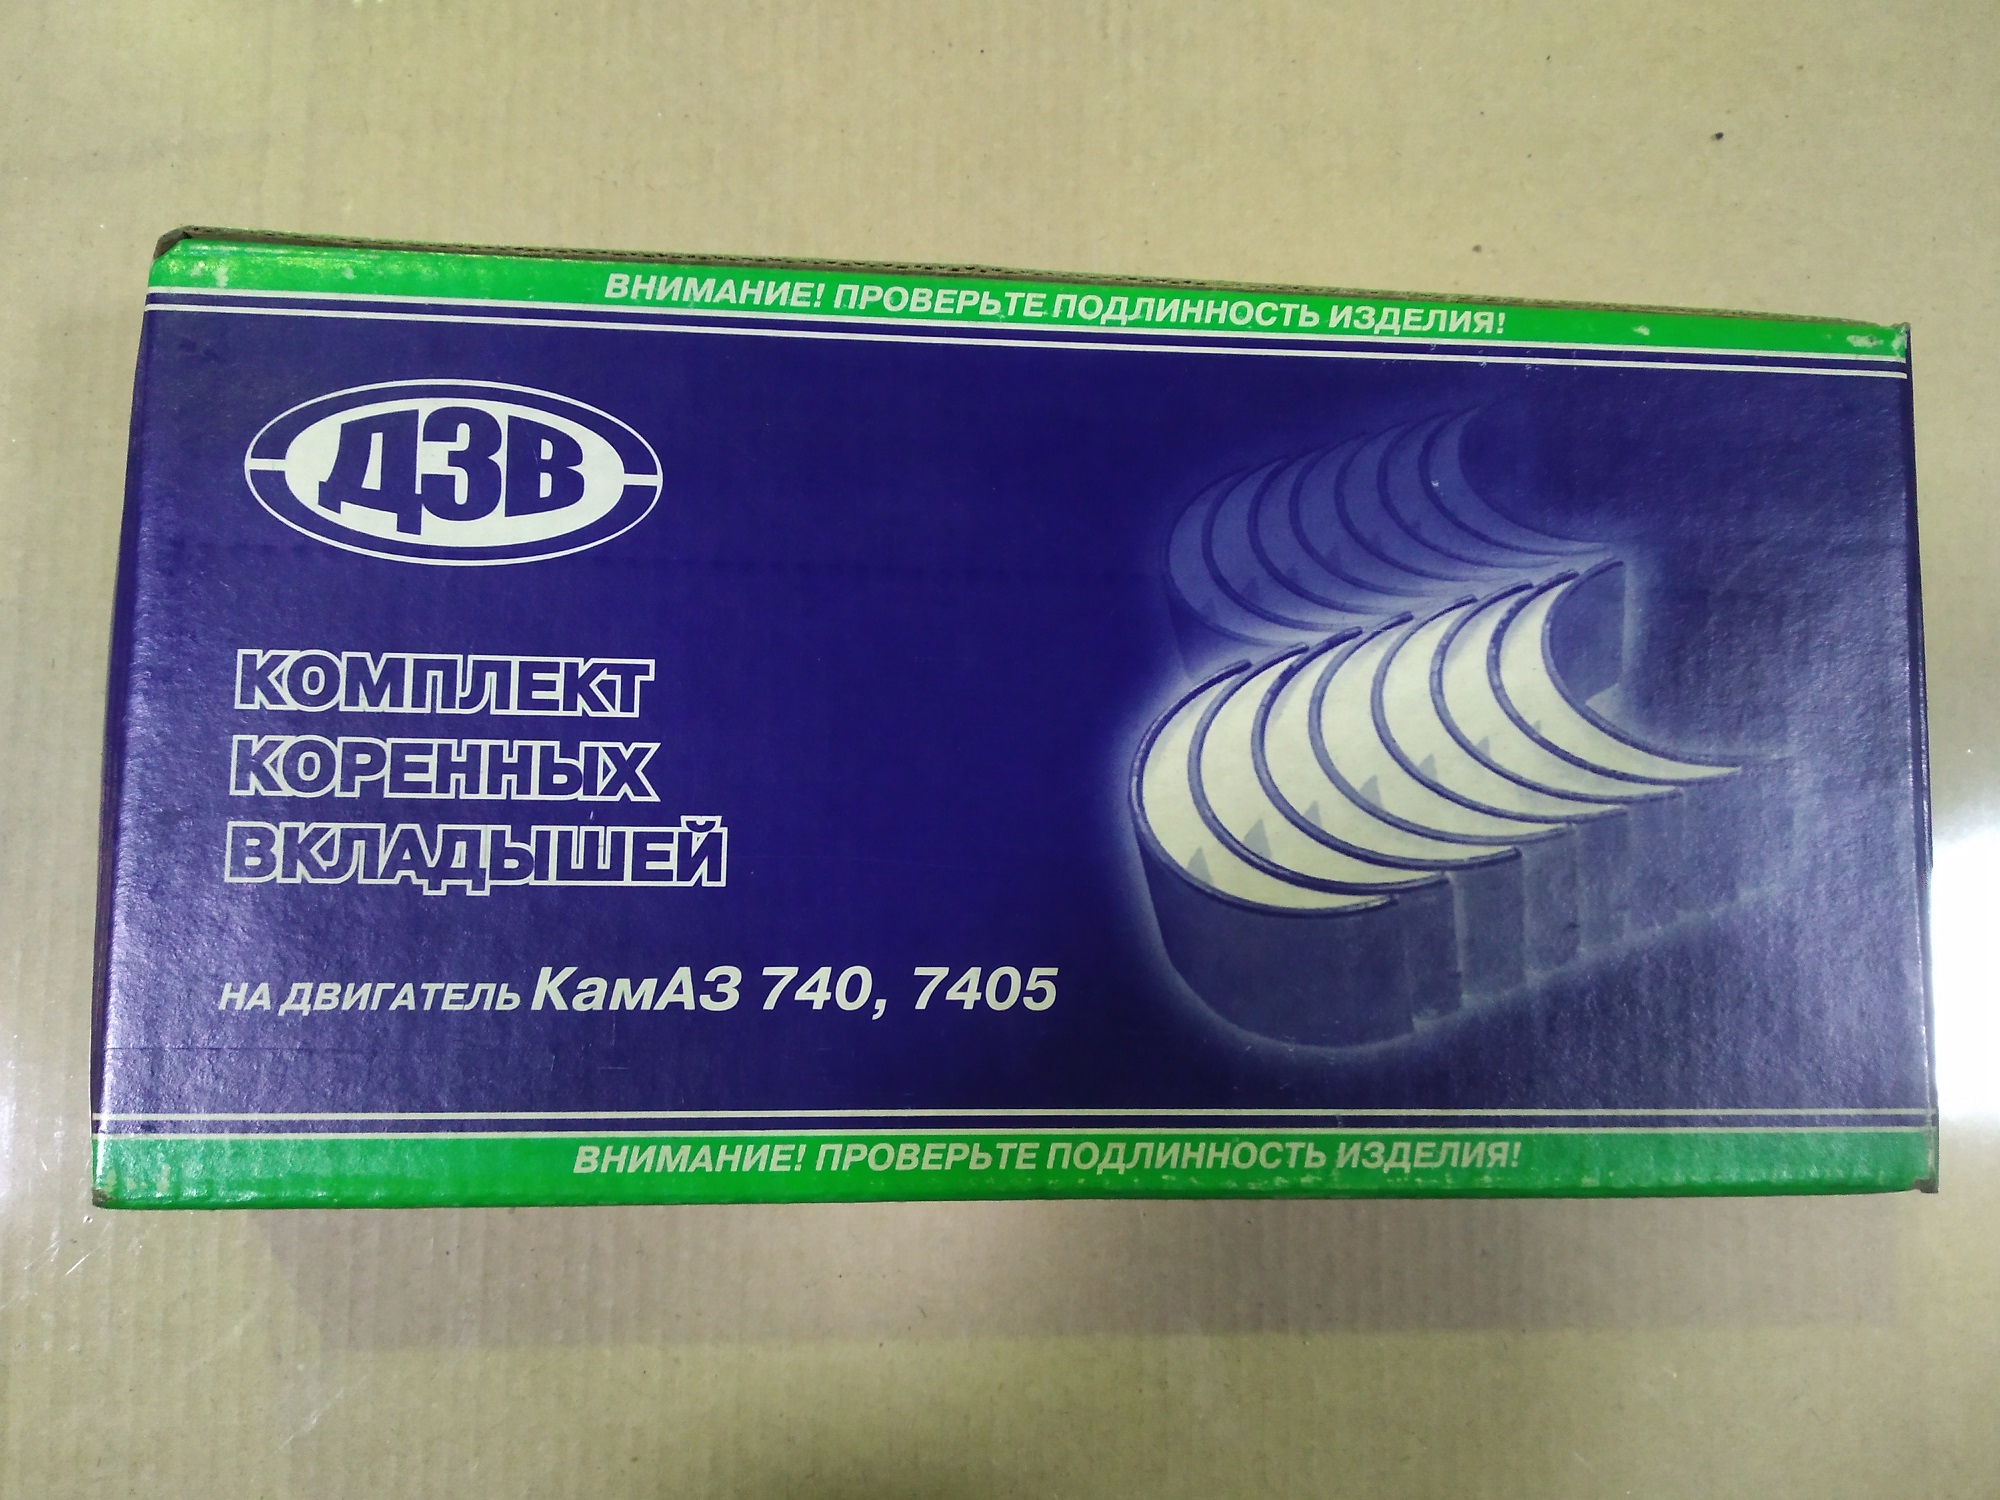 ВНИМАНИЕ! ПРОВЕРЬТЕ ПОДЛИННОСТЬ ИЗДЕЛИЯ!
ДЗВ
КОМПЛЕКТ
КОРЕННЫХ
ВКЛАДЫШЕЙ
НА ДВИГАТЕЛЬ КамАЗ 740, 7405
ВНИМАНИЕ! ПРОВЕРЬТЕ ПОДЛИННОСТЬ ИЗДЕЛИЯ!